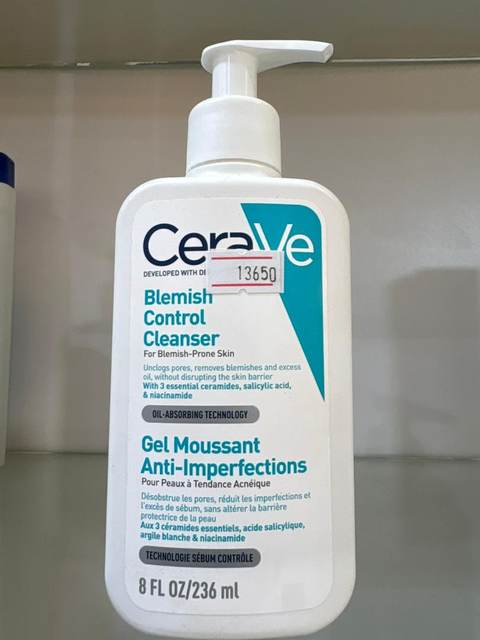 CeraVe
DEVELOPED WITH DE
13650
Blemish
Control
Cleanser
For Blemish-Prone Skin
Unclogs pores, removes blemishes and excess
oil, without disrupting the skin barrier
With 3 essential ceramides, salicylic acid,
& niacinamide
OIL-ABSORBING TECHNOLOGY
Gel Moussant
Anti-Imperfections
Pour Peaux à Tendance Acnéique
Désobstrue les pores, réduit les imperfections et
l'excès de sébum, sans altérer la barrière
protectrice de la peau
Aux 3 céramides essentiels, acide salicylique,
argile blanche & niacinamide
TECHNOLOGIE SÉBUM CONTRÔLE
8 FL OZ/236 ml